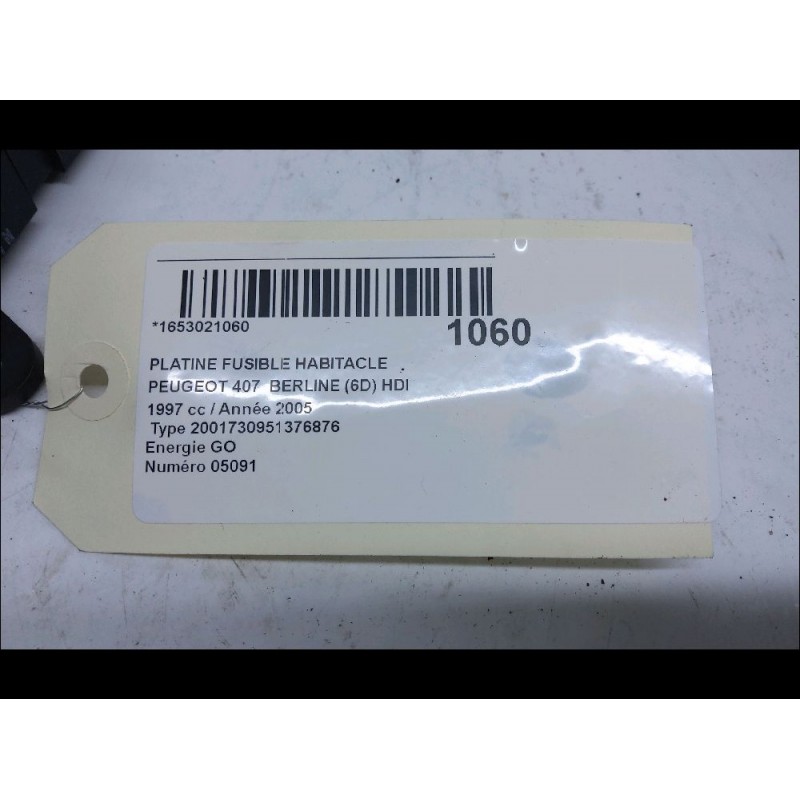 *1653021060
1060
PLATINE FUSIBLE HABITACLE
PEUGEOT 407 BERLINE (6D) HDI
1997 cc / Année 2005
Type 2001730951376876
Energie GO
Numéro 05091